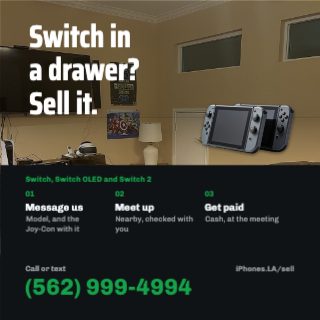 Switch in
a drawer?
Sell it.
Switch, Switch OLED and Switch 2
01
Message us
Model, and the
Joy-Con with it
02
Meet up
Nearby, checked with
you
03
Get paid
Cash, at the meeting
Call or text
(562) 999-4994
iPhones.LA/sell